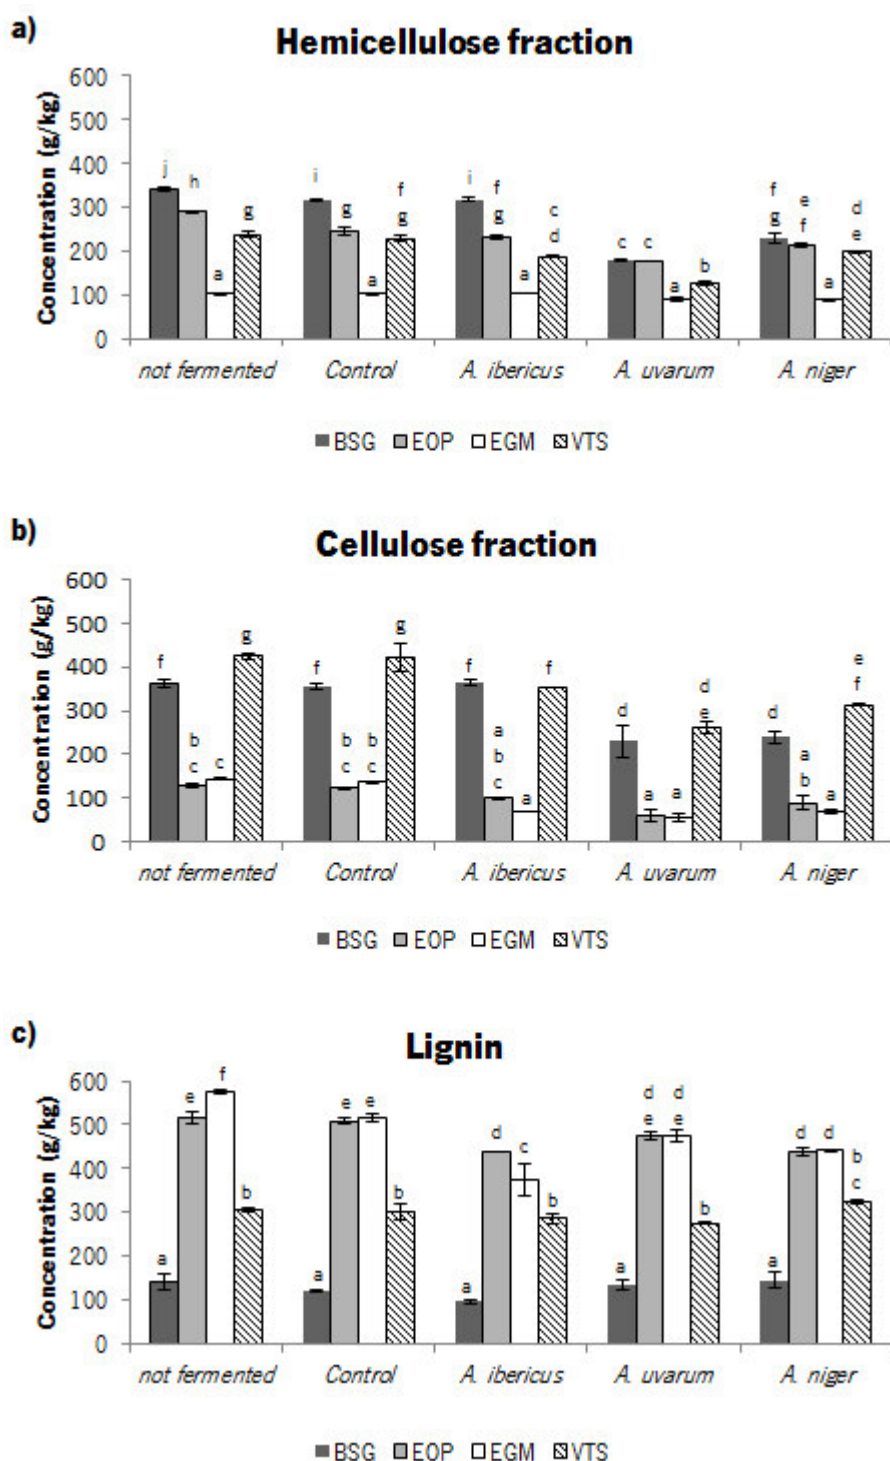 a)
Hemicellulose fraction
Concentration (g/kg)
600
500
400
300
200
100
0
j
h
a
g
i
g
a
f
g
i
f
g
a
c
d
c
c
a
b
f
g
e
f
a
d
e
not fermented
Control
A. ibericus
A. uvarum
A. niger
BSG EOP EGM VTS
b)
Cellulose fraction
Concentration (g/kg)
600
500
400
300
200
100
0
f
b
c
c
g
f
b
c
b
c
g
f
a
b
c
a
f
d
a
a
d
e
d
a
b
a
e
f
not fermented
Control
A. ibericus
A. uvarum
A. niger
BSG EOP EGM VTS
c)
Lignin
Concentration (g/kg)
600
500
400
300
200
100
0
a
e
f
b
a
e
e
b
a
d
c
b
a
d
e
d
e
b
a
d
d
b
c
not fermented
Control
A. ibericus
A. uvarum
A. niger
BSG EOP EGM VTS